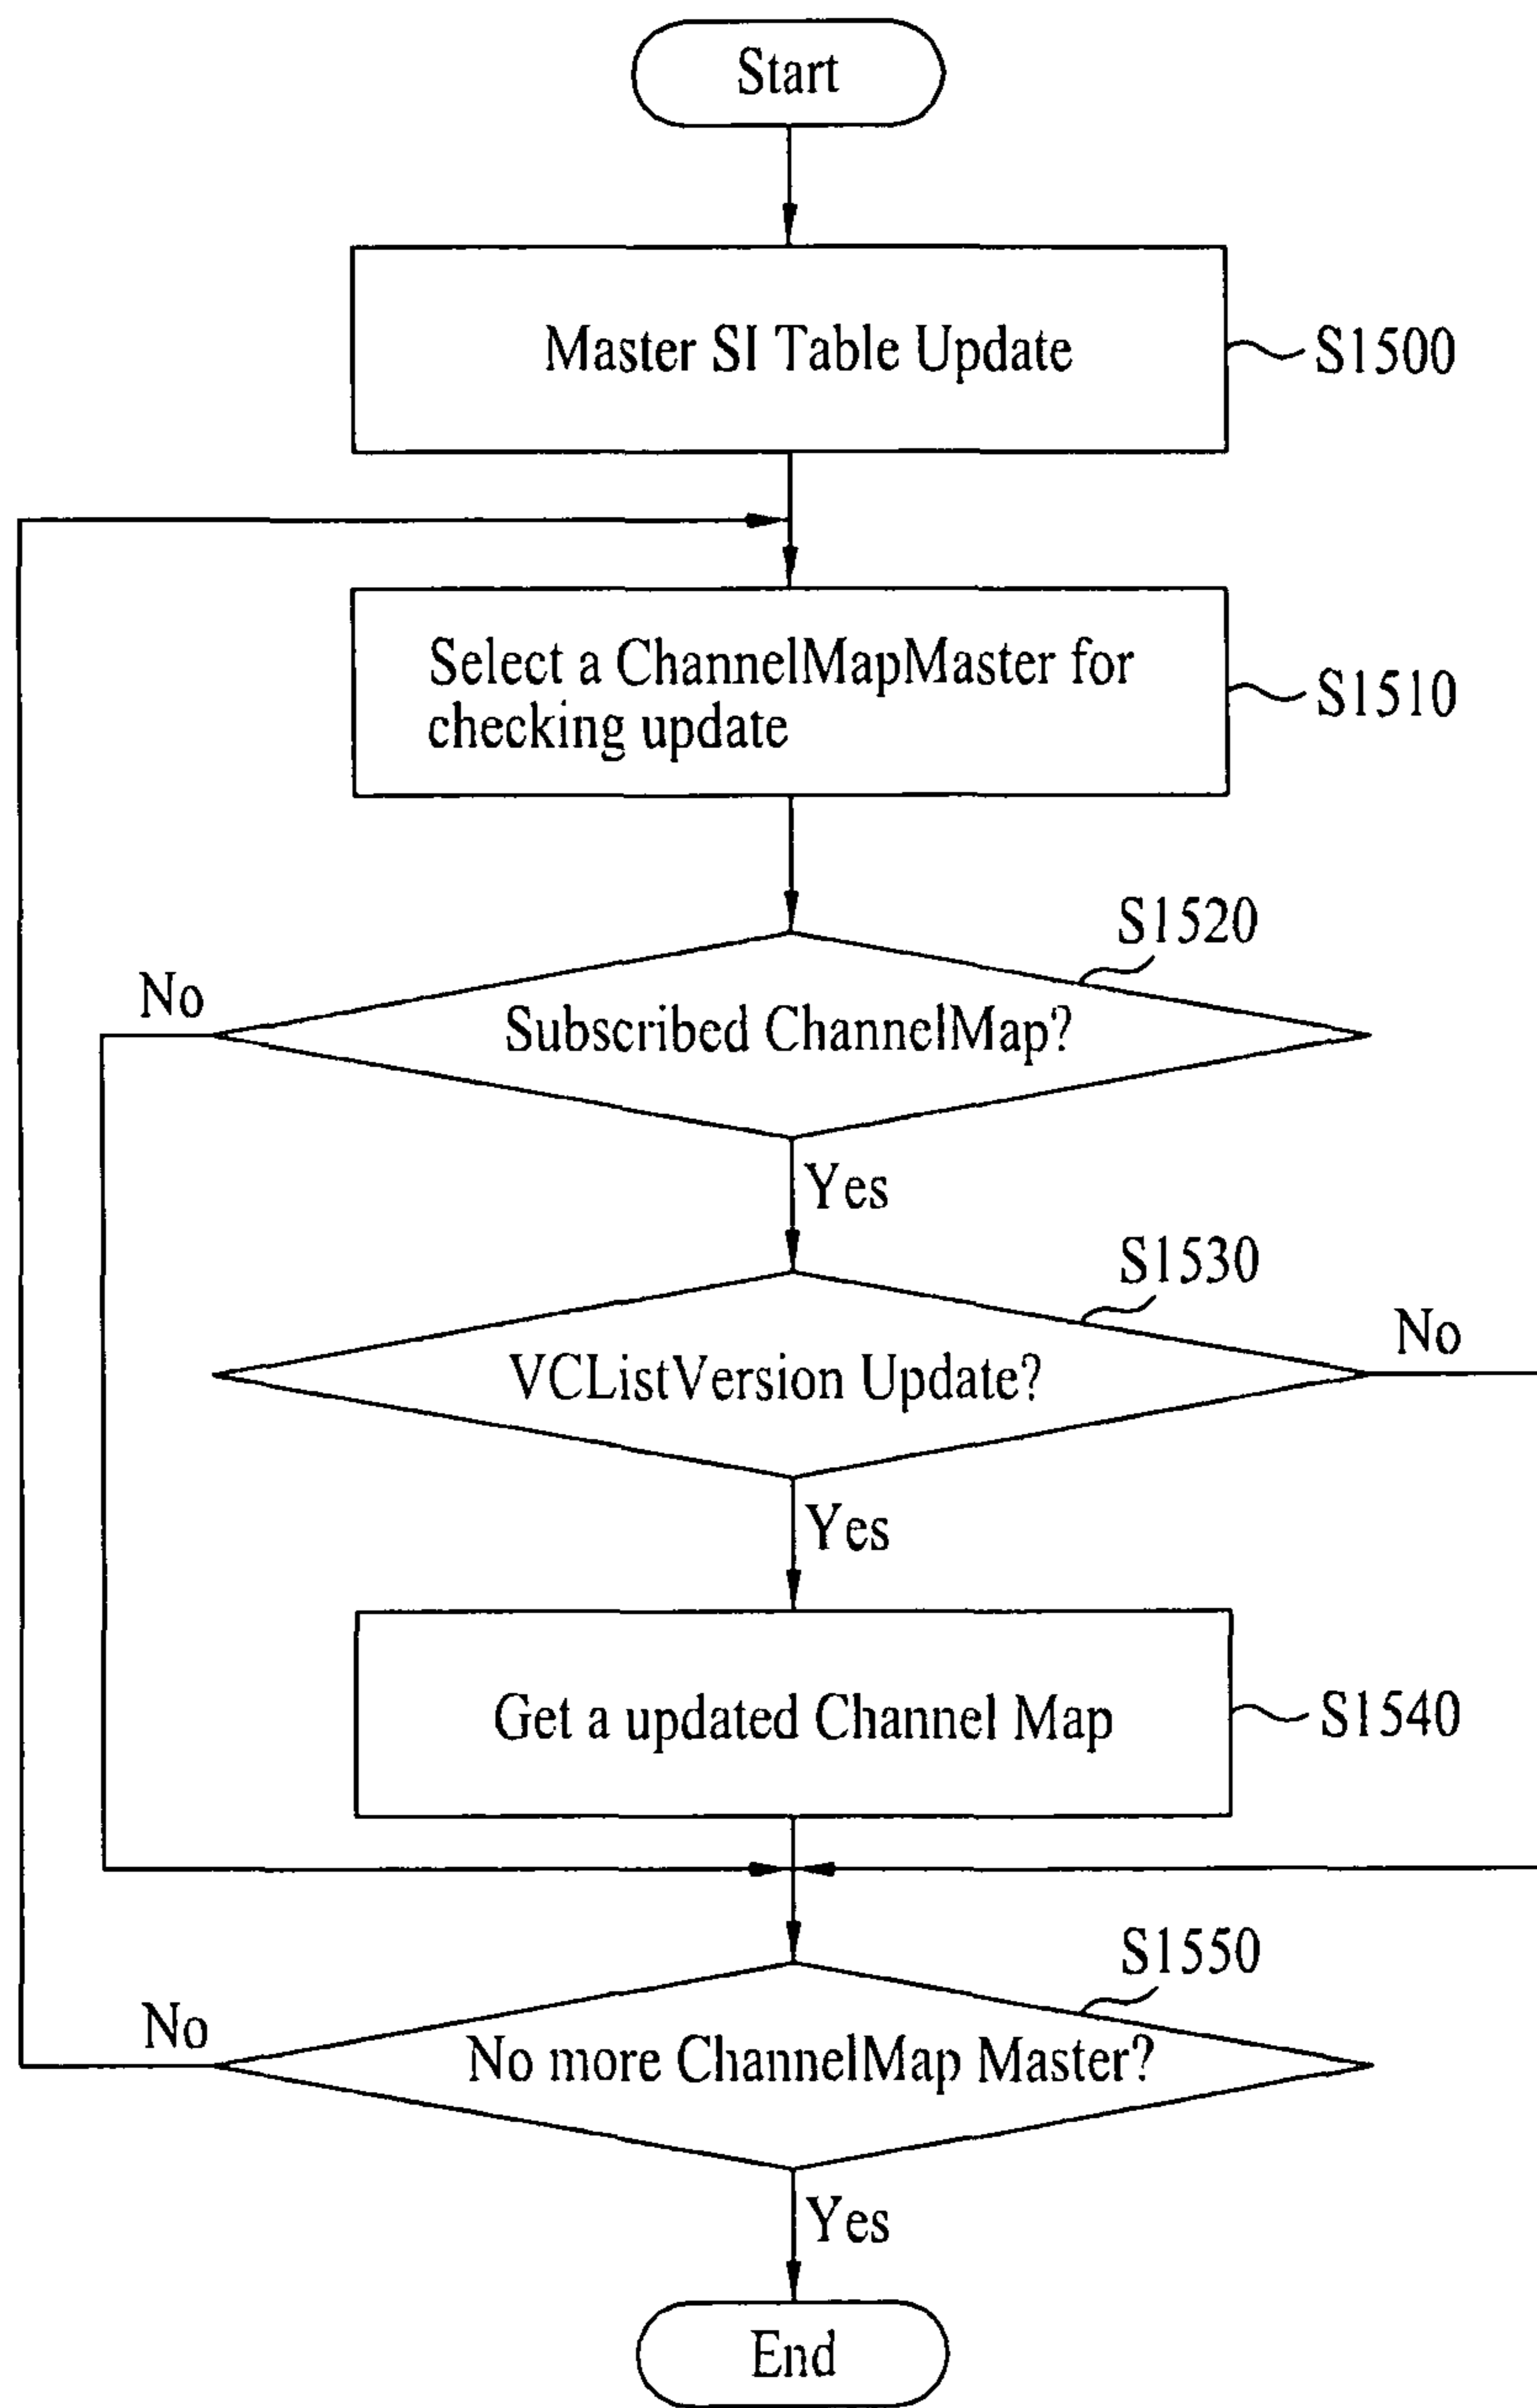 Start
Master SI Table Update
S1500
Select a ChannelMapMaster for
checking update
S1510
S1520
No
Subscribed ChannelMap?
Yes
S1530
No
VCListVersion Update?
Yes
Get a updated Channel Map
S1540
S1550
No
No more ChannelMap Master?
Yes
End